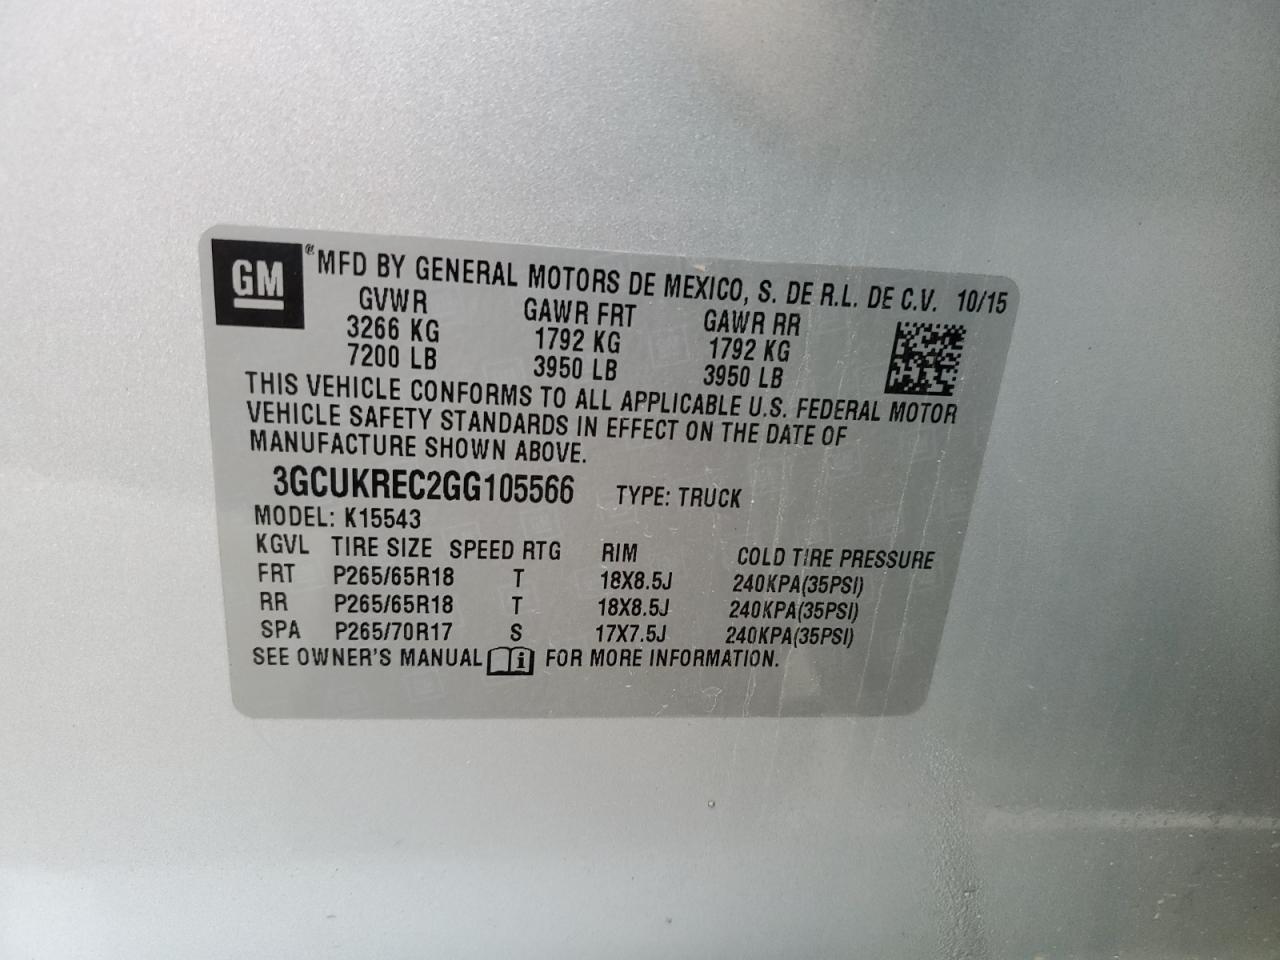 GM ® MFD BY GENERAL MOTORS DE MEXICO, S. DE R.L. DE C.V. 10/15
GVWR GAWR FRT GAWR RR
3266 KG 1792 KG 1792 KG
7200 LB 3950 LB 3950 LB
THIS VEHICLE CONFORMS TO ALL APPLICABLE U.S. FEDERAL MOTOR
VEHICLE SAFETY STANDARDS IN EFFECT ON THE DATE OF
MANUFACTURE SHOWN ABOVE.
3GCUKREC2GG105566 TYPE: TRUCK
MODEL: K15543
KGVL TIRE SIZE SPEED RTG RIM COLD TIRE PRESSURE
FRT P265/65R18 T 18X8.5J 240KPA(35PSI)
RR P265/65R18 T 18X8.5J 240KPA(35PSI)
SPA P265/70R17 S 17X7.5J 240KPA(35PSI)
SEE OWNER'S MANUAL i FOR MORE INFORMATION.